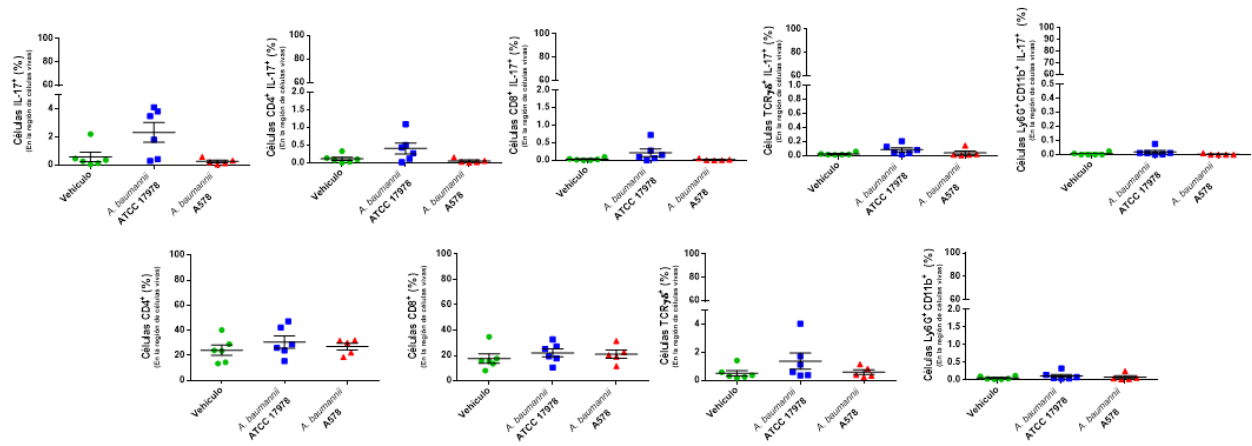 Células IL-17⁺ (%)
(En la región de células vivas)
100
80
60
4
2
0
Vehículo
A. baumannii
ATCC 17978
A. baumannii
A578
Células CD4⁺ IL-17⁺ (%)
(En la región de células vivas)
100
80
60
2.0
1.5
1.0
0.5
0.0
Vehículo
A. baumannii
ATCC 17978
A. baumannii
A578
Células CD8⁺ IL-17⁺ (%)
(En la región de células vivas)
100
80
60
2.0
1.5
1.0
0.5
0.0
Vehículo
A. baumannii
ATCC 17978
A. baumannii
A578
Células TCRγδ⁺ IL-17⁺ (%)
(En la región de células vivas)
100
80
60
1.0
0.8
0.6
0.4
0.2
0.0
Vehículo
A. baumannii
ATCC 17978
A. baumannii
A578
Células Ly6G⁺ CD11b⁺ IL-17⁺ (%)
(En la región de células vivas)
100
80
60
0.5
0.4
0.3
0.2
0.1
0.0
Vehículo
A. baumannii
ATCC 17978
A. baumannii
A578
Células CD4⁺ (%)
(En la región de células vivas)
100
80
60
40
20
0
Vehículo
A. baumannii
ATCC 17978
A. baumannii
A578
Células CD8⁺ (%)
(En la región de células vivas)
100
80
60
40
20
0
Vehículo
A. baumannii
ATCC 17978
A. baumannii
A578
Células TCRγδ⁺ (%)
(En la región de células vivas)
100
80
60
4
2
0
Vehículo
A. baumannii
ATCC 17978
A. baumannii
A578
Células Ly6G⁺ CD11b⁺ (%)
(En la región de células vivas)
100
80
60
2.0
1.5
1.0
0.5
0.0
Vehículo
A. baumannii
ATCC 17978
A. baumannii
A578